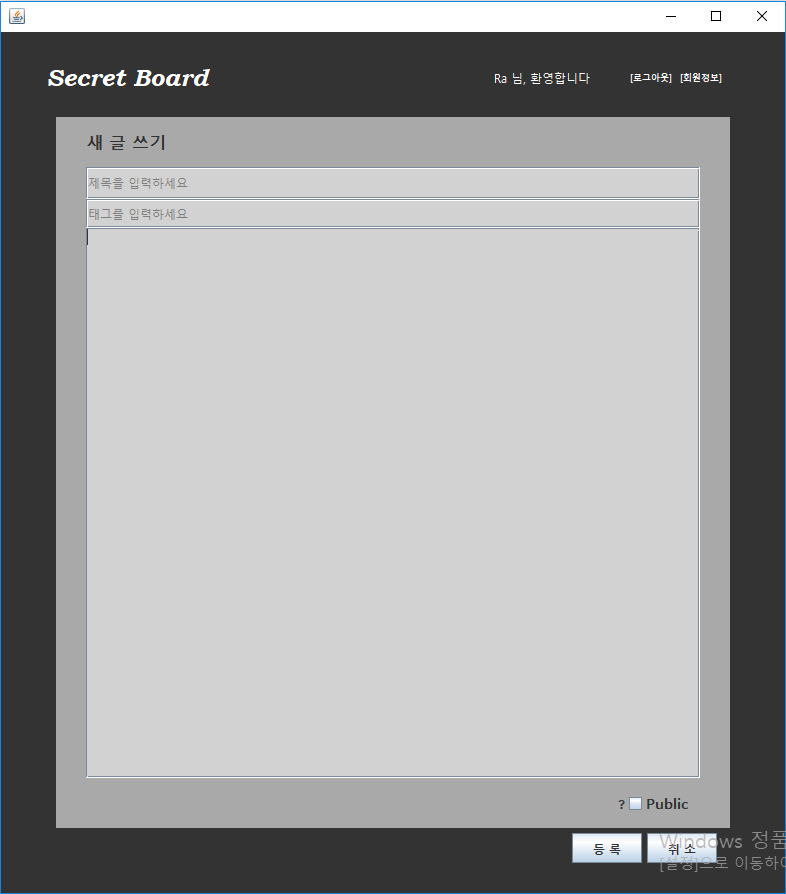 Secret Board
Ra 님, 환영합니다 [로그아웃] [회원정보]
새 글 쓰기
제목을 입력하세요
태그를 입력하세요
? Public
등 록 취 소
Windows 정품
[설정]으로 이동하여